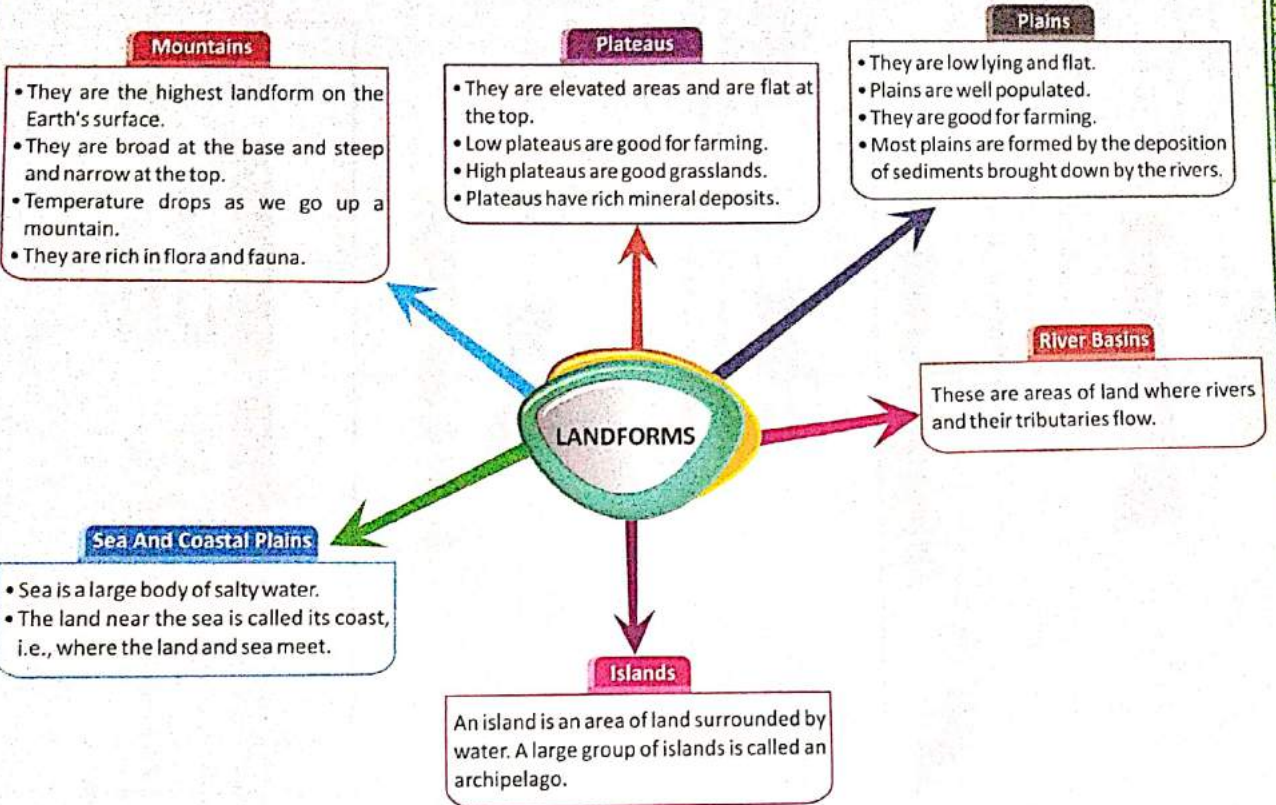 Mountains
• They are the highest landform on the
Earth's surface.
• They are broad at the base and steep
and narrow at the top.
• Temperature drops as we go up a
mountain.
• They are rich in flora and fauna.
Plateaus
• They are elevated areas and are flat at
the top.
• Low plateaus are good for farming.
• High plateaus are good grasslands.
• Plateaus have rich mineral deposits.
Plains
• They are low lying and flat.
• Plains are well populated.
• They are good for farming.
• Most plains are formed by the deposition
of sediments brought down by the rivers.
River Basins
These are areas of land where rivers
and their tributaries flow.
LANDFORMS
Sea And Coastal Plains
• Sea is a large body of salty water.
• The land near the sea is called its coast,
i.e., where the land and sea meet.
Islands
An island is an area of land surrounded by
water. A large group of islands is called an
archipelago.